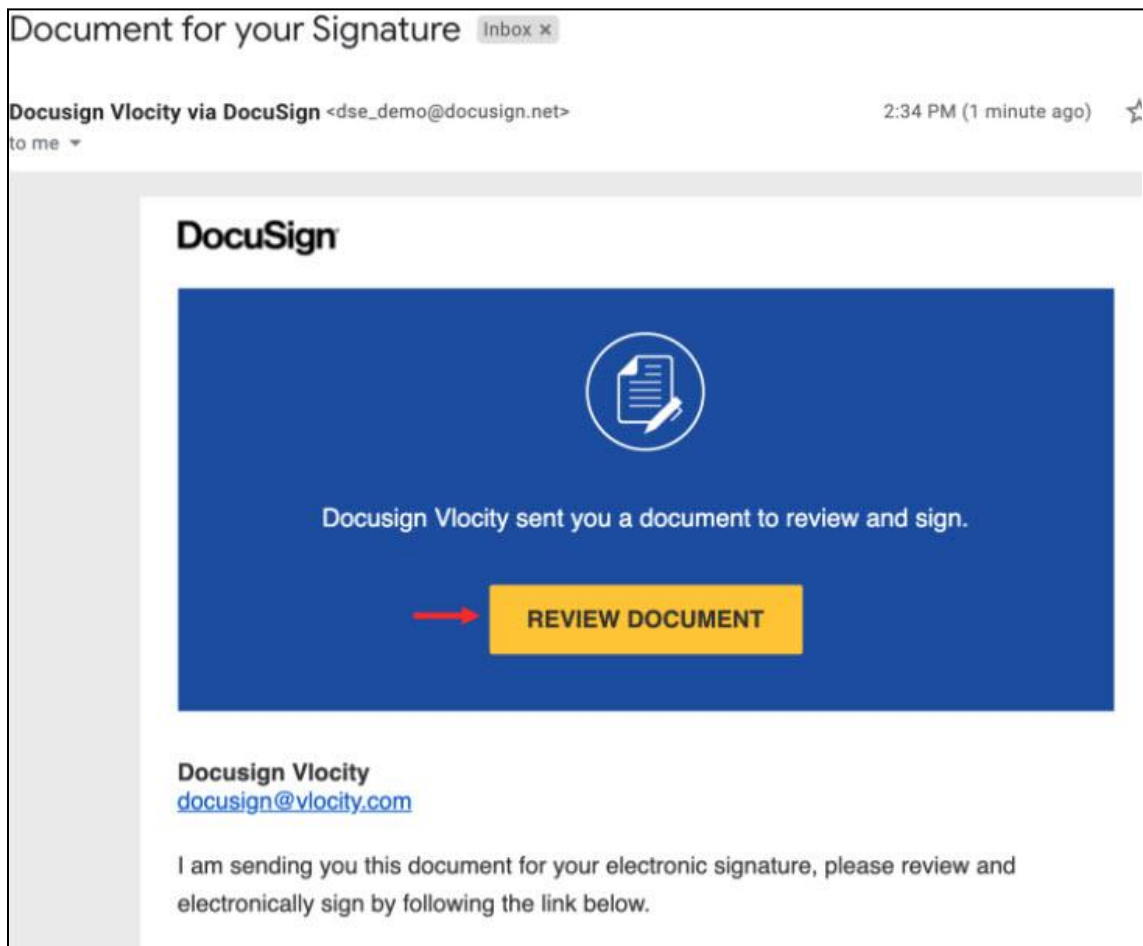 Document for your Signature Inbox ×
Docusign Vlocity via DocuSign <dse_demo@docusign.net> 2:34 PM (1 minute ago)
to me
DocuSign
Docusign Vlocity sent you a document to review and sign.
REVIEW DOCUMENT
Docusign Vlocity
docusign@vlocity.com
I am sending you this document for your electronic signature, please review and
electronically sign by following the link below.